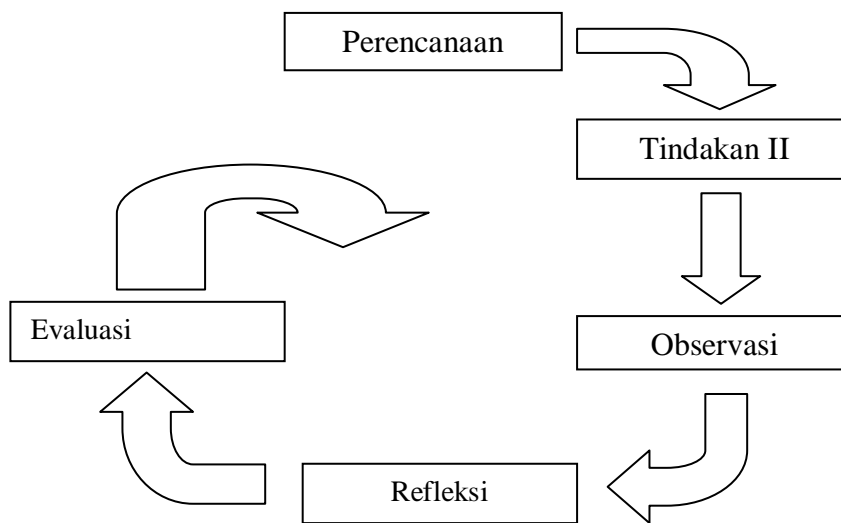 Perencanaan
Tindakan II
Observasi
Refleksi
Evaluasi